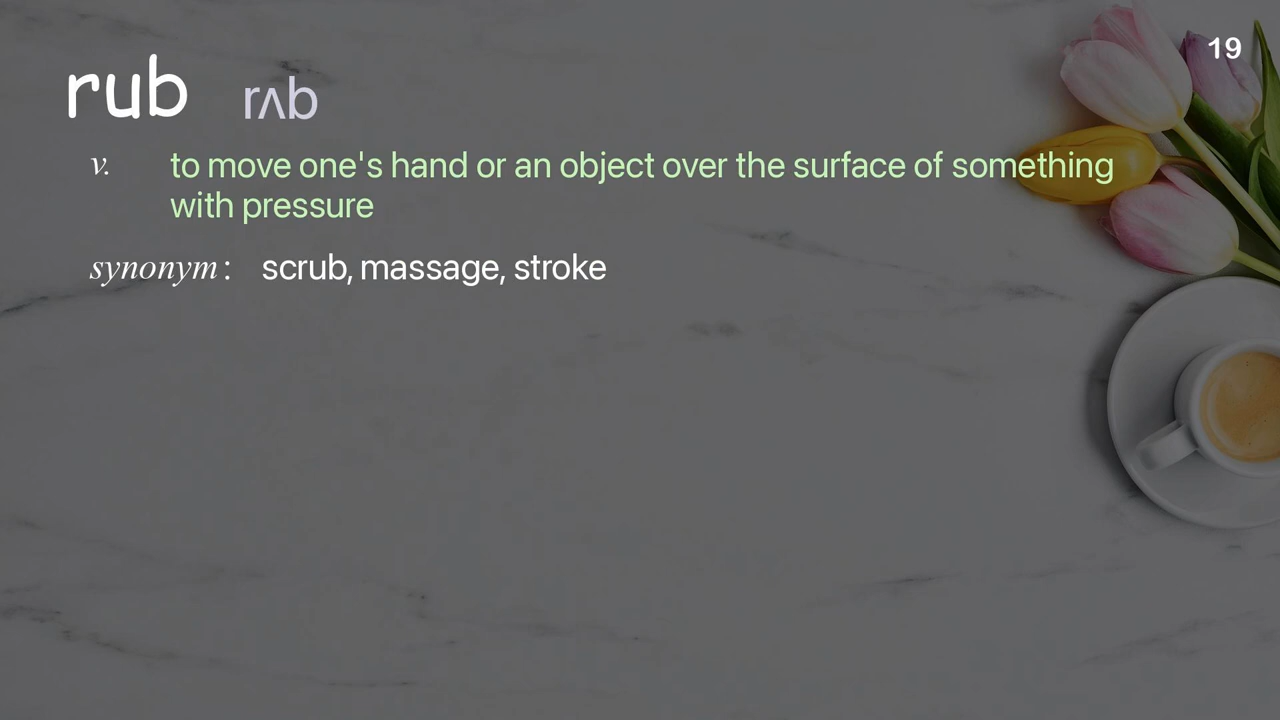 19
rub rʌb
v. to move one's hand or an object over the surface of something
with pressure
synonym: scrub, massage, stroke